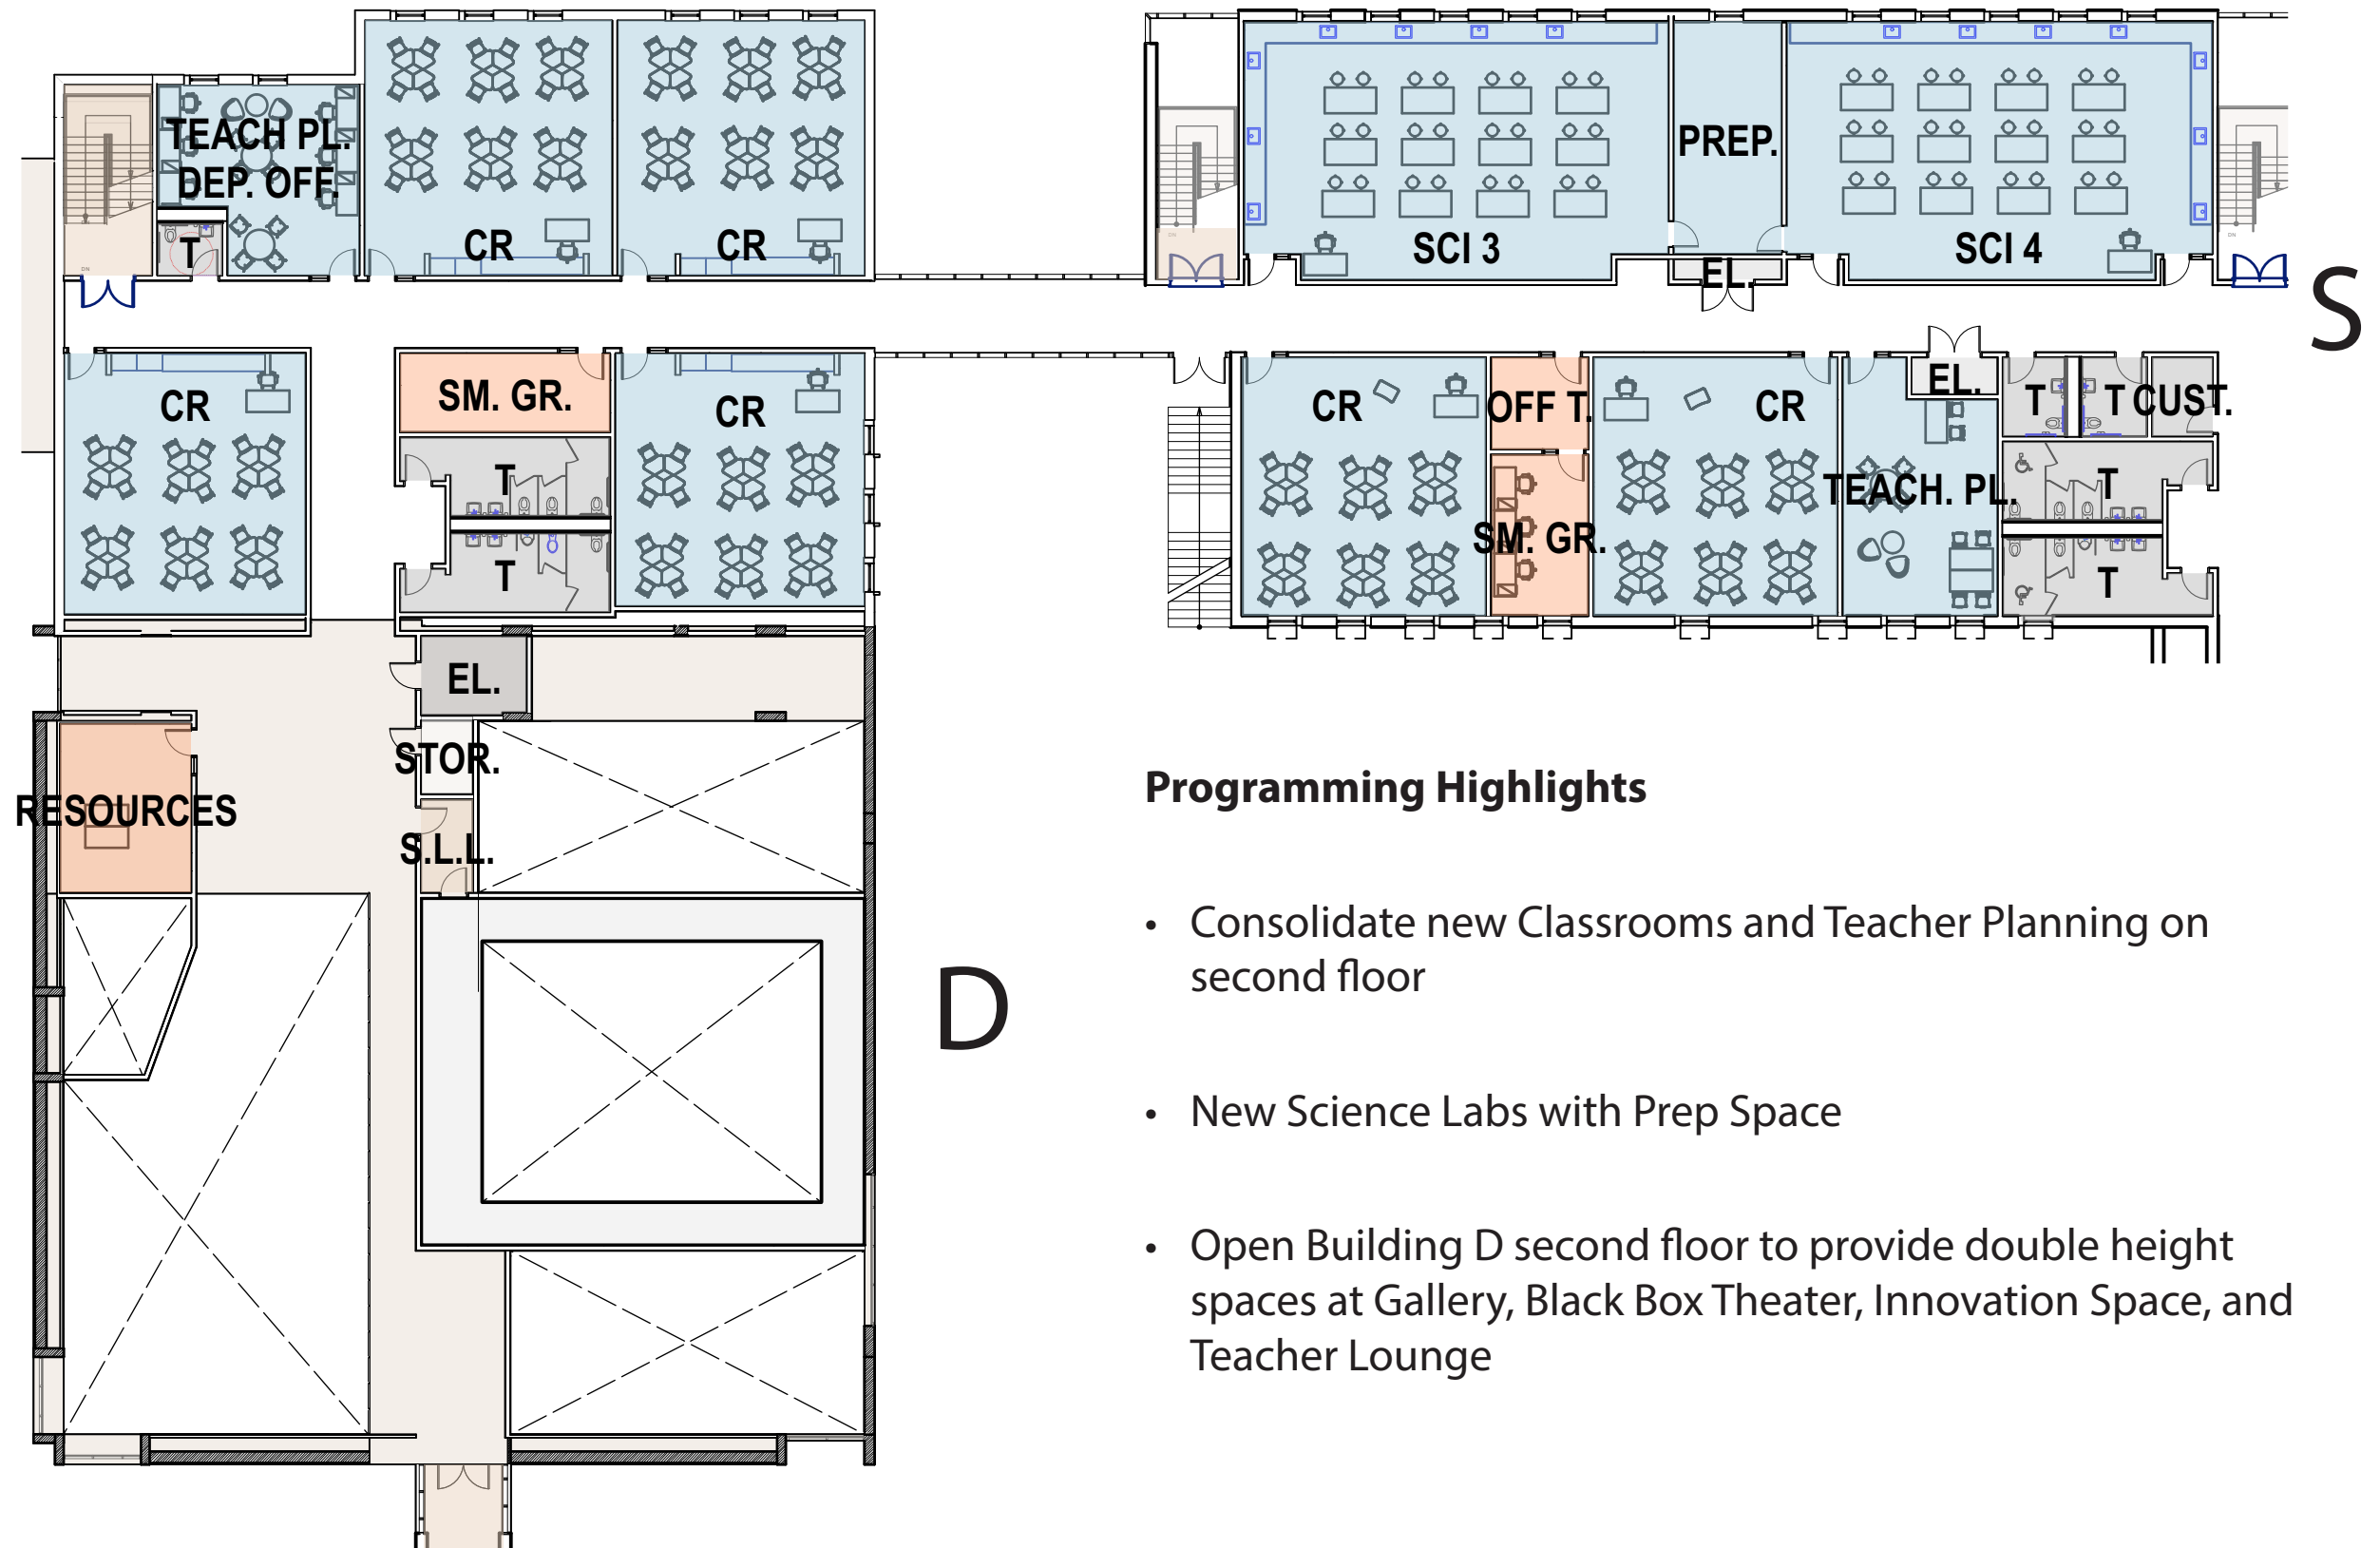 TEACH PL.
DEP. OFF.
T
CR
CR
SCI 3
PREP.
EL.
SCI 4
S
CR
SM. GR.
T
T
CR
CR
OFF T.
SM. GR.
CR
EL.
TEACH. PL.
T
T
CUST.
T
T
EL.
STOR.
RESOURCES
S.L.L.
D
DN
DN
DN
Programming Highlights
• Consolidate new Classrooms and Teacher Planning on
second floor
• New Science Labs with Prep Space
• Open Building D second floor to provide double height
spaces at Gallery, Black Box Theater, Innovation Space, and
Teacher Lounge